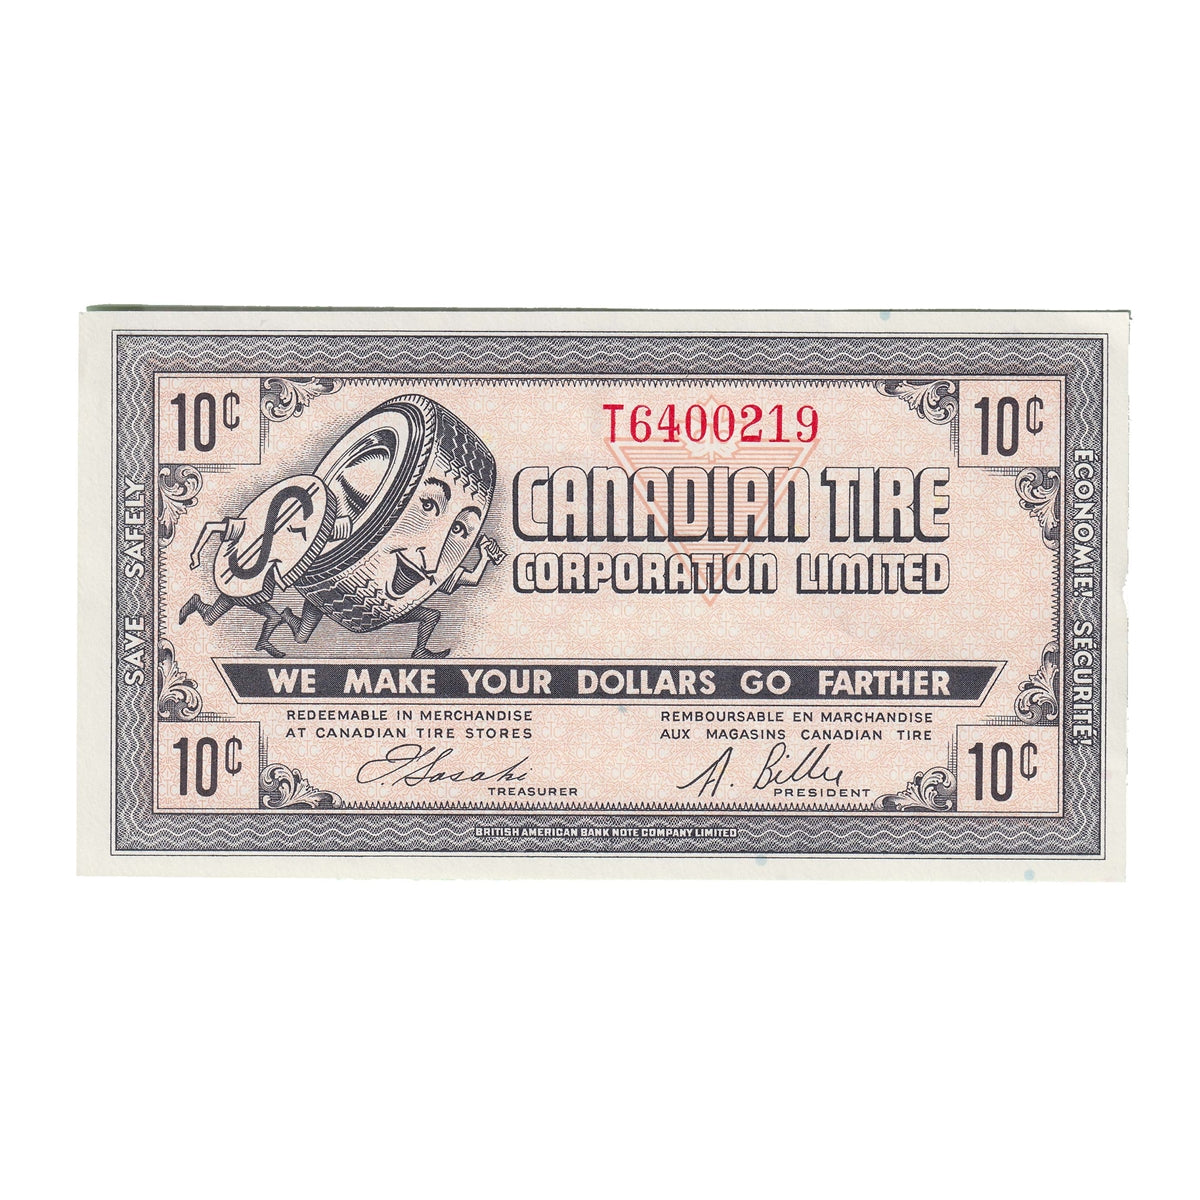 10¢
T6400219
10¢
CANADIAN TIRE
CORPORATION LIMITED
SAVE SAFELY
ÉCONOMIE! SÉCURITÉ!
$
WE MAKE YOUR DOLLARS GO FARTHER
REDEEMABLE IN MERCHANDISE
AT CANADIAN TIRE STORES
REMBOURSABLE EN MARCHANDISE
AUX MAGASINS CANADIAN TIRE
10¢
TREASURER
A. Billes
PRESIDENT
10¢
BRITISH AMERICAN BANK NOTE COMPANY LIMITED